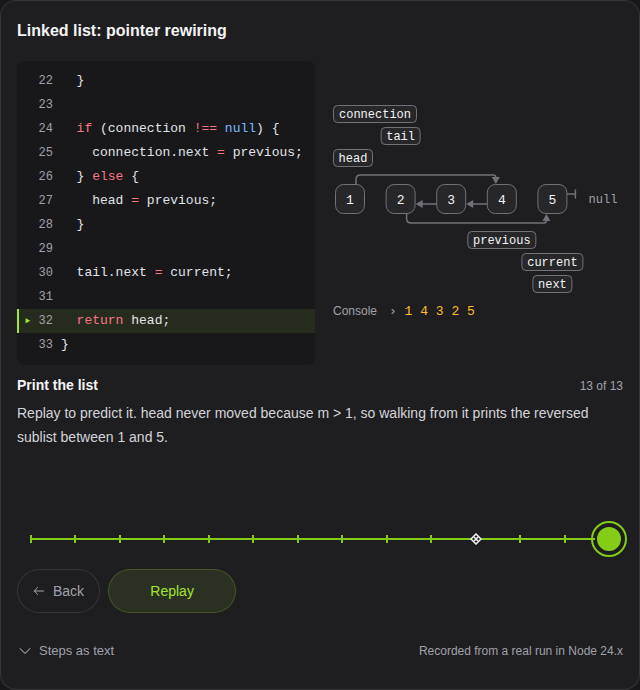 Linked list: pointer rewiring
22 }
23
24 if (connection !== null) {
25 connection.next = previous;
26 } else {
27 head = previous;
28 }
29
30 tail.next = current;
31
▸ 32 return head;
33 }
connection
tail
head
1 2 3 4 5 null
previous
current
next
Console › 1 4 3 2 5
Print the list 13 of 13
Replay to predict it. head never moved because m > 1, so walking from it prints the reversed
sublist between 1 and 5.
← Back Replay
Steps as text Recorded from a real run in Node 24.x